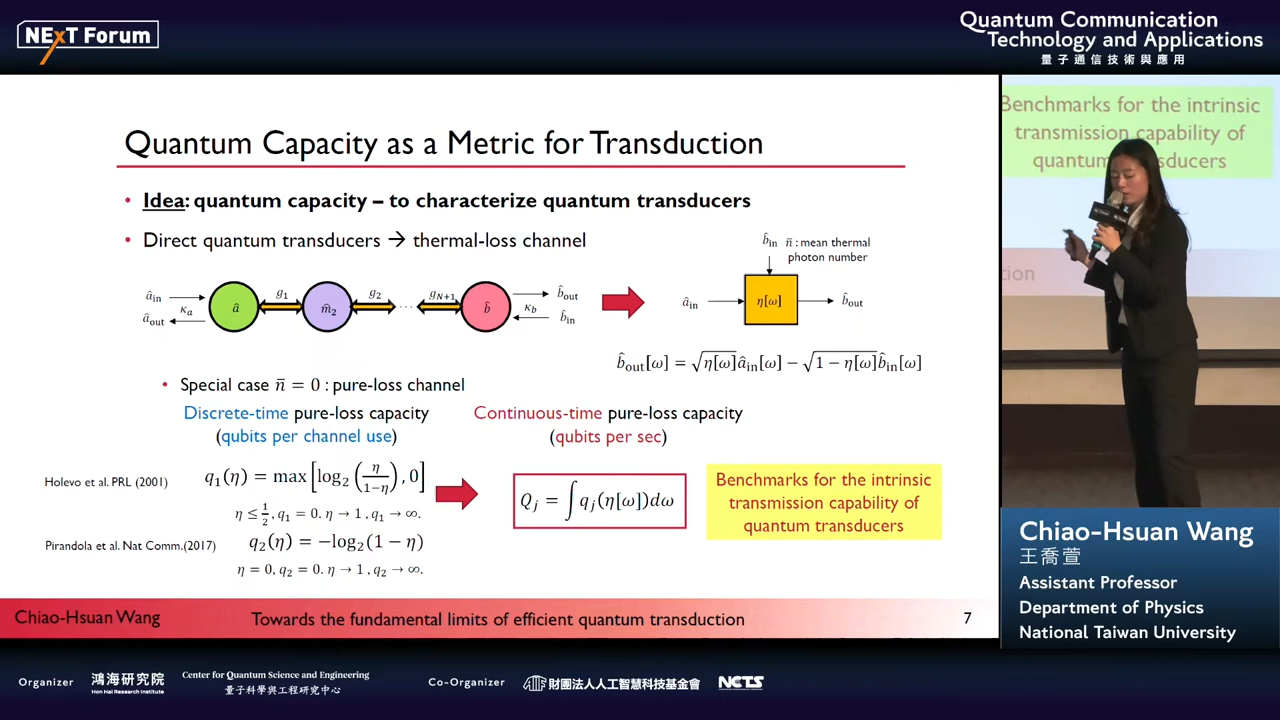 NExT Forum
Quantum Communication
Technology and Applications
量子通信技術與應用
Quantum Capacity as a Metric for Transduction
• Idea: quantum capacity – to characterize quantum transducers
• Direct quantum transducers → thermal-loss channel
b̂in n̄ : mean thermal
photon number
âin
κa
âout
â
g1
m̂2
g2
...
gN+1
b̂
κb
b̂out
b̂in
âin
η[ω]
b̂out
b̂out[ω] = √η[ω]âin[ω] − √1 − η[ω]b̂in[ω]
• Special case n̄ = 0 : pure-loss channel
Discrete-time pure-loss capacity
(qubits per channel use)
Continuous-time pure-loss capacity
(qubits per sec)
Holevo et al. PRL (2001)
q1(η) = max[log2(η/1−η), 0]
η ≤ 1/2, q1 = 0. η → 1, q1 → ∞.
Pirandola et al. Nat Comm.(2017)
q2(η) = −log2(1 − η)
η = 0, q2 = 0. η → 1, q2 → ∞.
Qj = ∫ qj(η[ω])dω
Benchmarks for the intrinsic
transmission capability of
quantum transducers
Chiao-Hsuan Wang
Towards the fundamental limits of efficient quantum transduction
7
Benchmarks for the intrinsic
transmission capability of
Chiao-Hsuan Wang
王喬萱
Assistant Professor
Department of Physics
National Taiwan University
Organizer
鴻海研究院
Hon Hai Research Institute
Center for Quantum Science and Engineering
量子科學與工程研究中心
Co-Organizer
財團法人人工智慧科技基金會
NCTS